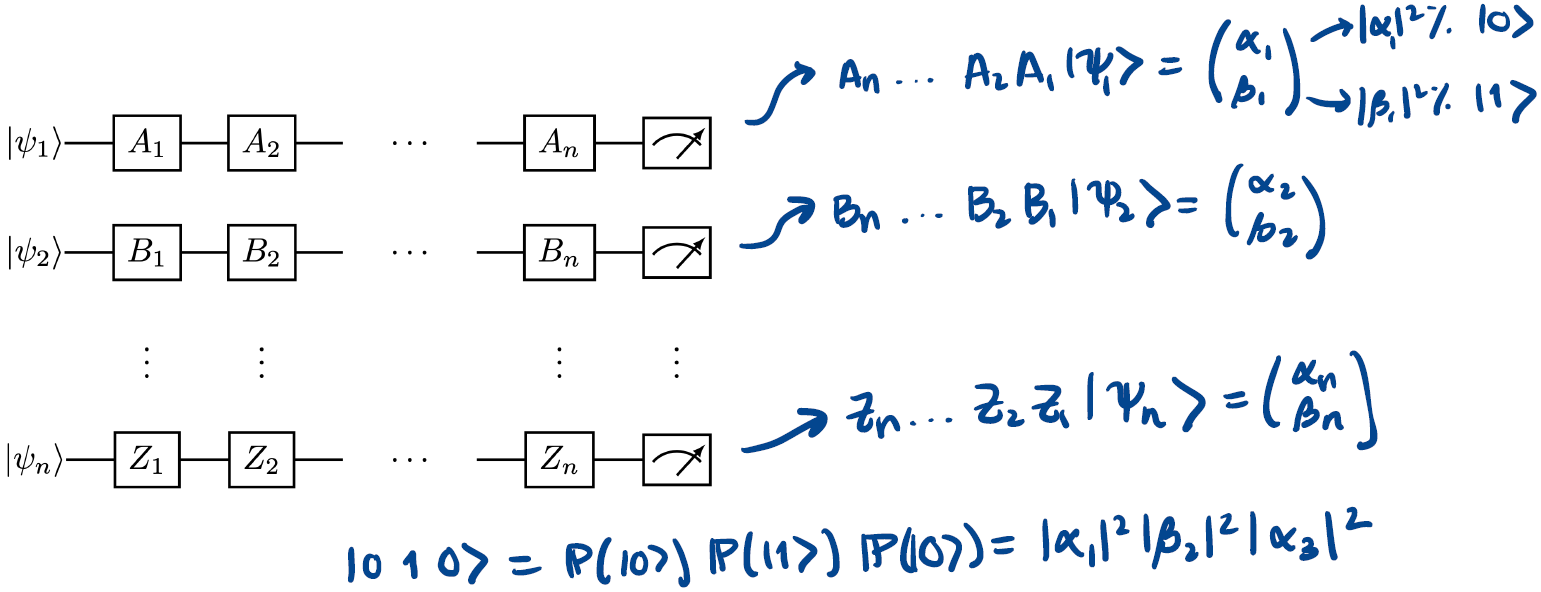 |ψ₁⟩ A₁ A₂ ⋯ Aₙ
Aₙ ... A₂ A₁ |ψ₁⟩ = (α₁ β₁)
→ |α₁|²% |0⟩
→ |β₁|²% |1⟩
|ψ₂⟩ B₁ B₂ ⋯ Bₙ
Bₙ ... B₂ B₁ |ψ₂⟩ = (α₂ β₂)
⋮ ⋮ ⋮ ⋮
|ψₙ⟩ Z₁ Z₂ ⋯ Zₙ
Zₙ ... Z₂ Z₁ |ψₙ⟩ = (αₙ βₙ)
|0 1 0⟩ = ℙ(|0⟩) ℙ(|1⟩) ℙ(|0⟩) = |α₁|² |β₂|² |α₃|²